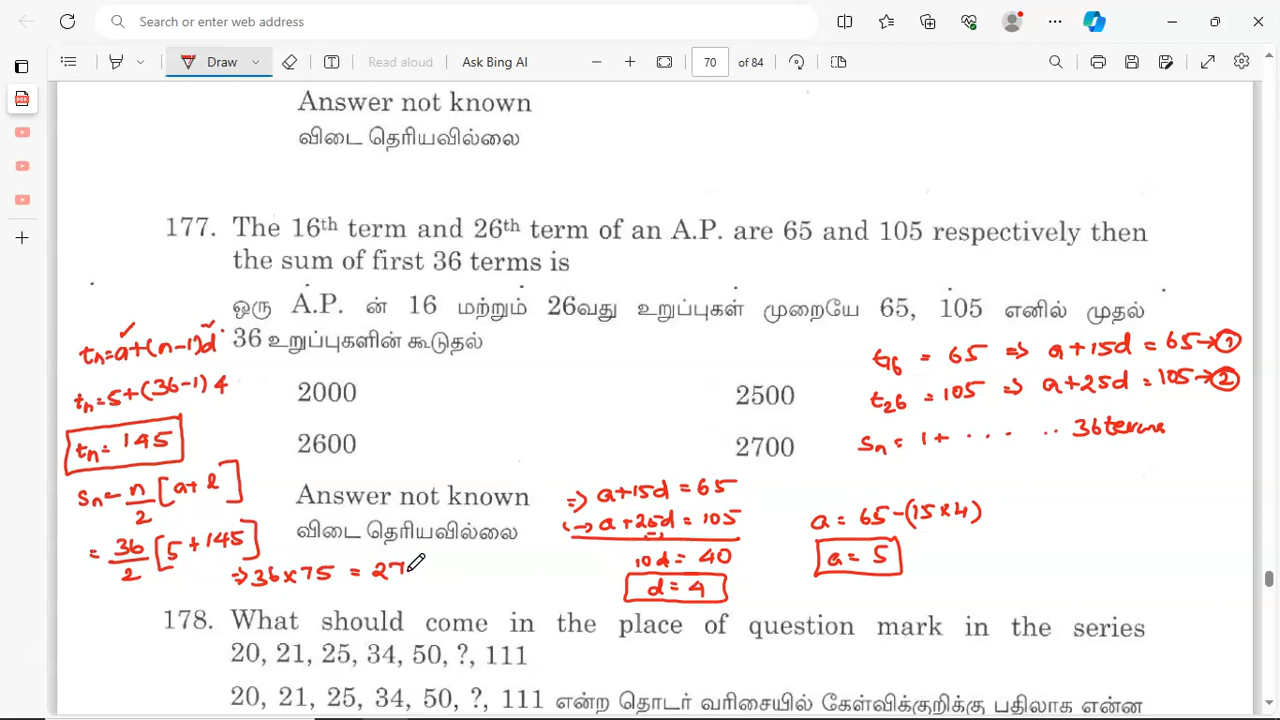 Search or enter web address
Draw
Read aloud
Ask Bing AI
70 of 84
Answer not known
விடை தெரியவில்லை
177. The 16th term and 26th term of an A.P. are 65 and 105 respectively then
the sum of first 36 terms is
ஒரு A.P. ன் 16 மற்றும் 26வது உறுப்புகள் முறையே 65, 105 எனில் முதல்
36 உறுப்புகளின் கூடுதல்
2000
2500
2600
2700
Answer not known
விடை தெரியவில்லை
tn=a+(n-1)d
tn=5+(36-1)4
tn=145
Sn=n/2[a+l]
=36/2[5+145]
⇒36×75 = 27
t16 = 65 ⇒ a+15d = 65→①
t26 = 105 ⇒ a+25d = 105→②
Sn = 1+ ..... 36 terms
⇒ a+15d = 65
(-) a+25d = 105
10d = 40
d = 4
a = 65-(15×4)
a = 5
178. What should come in the place of question mark in the series
20, 21, 25, 34, 50, ?, 111
20, 21, 25, 34, 50, ?, 111 என்ற தொடர் வரிசையில் கேள்விக்குறிக்கு பதிலாக என்ன